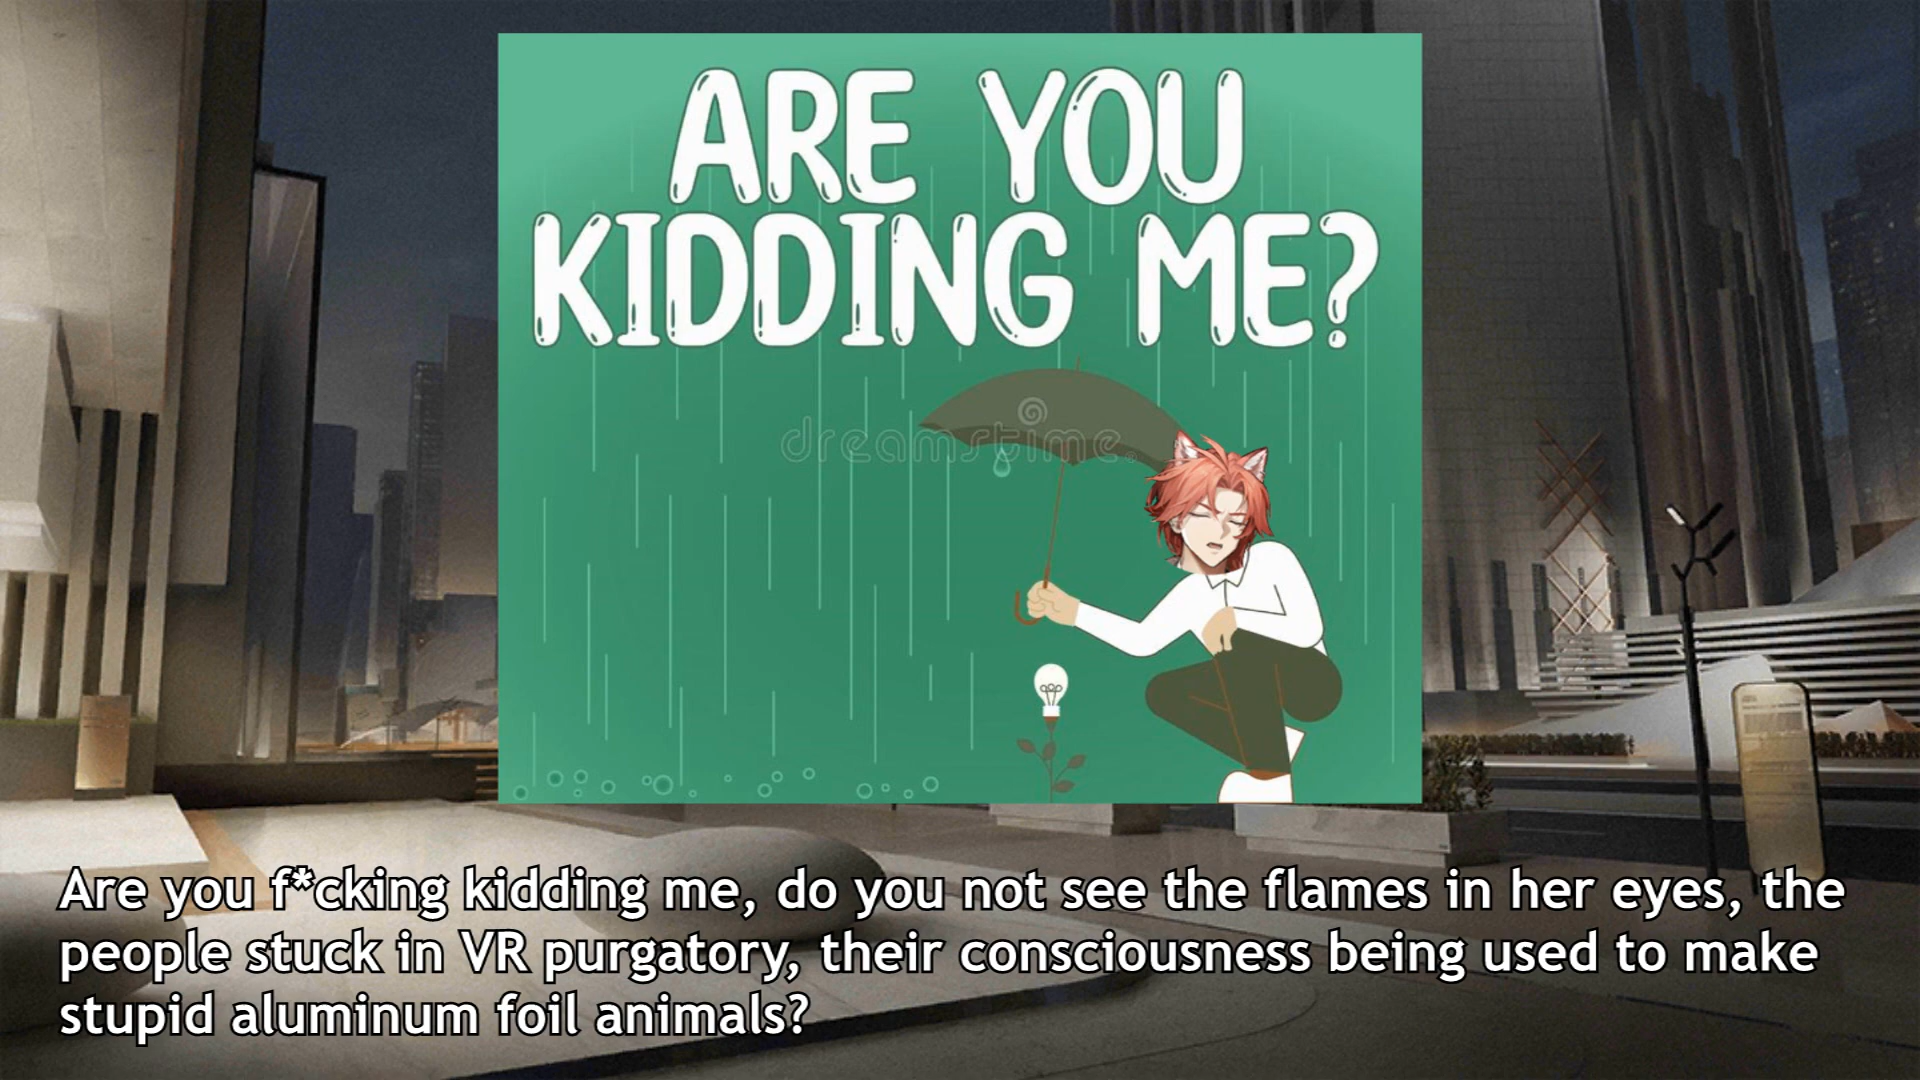 ARE YOU
KIDDING ME?
dreamstime.
Are you f*cking kidding me, do you not see the flames in her eyes, the
people stuck in VR purgatory, their consciousness being used to make
stupid aluminum foil animals?